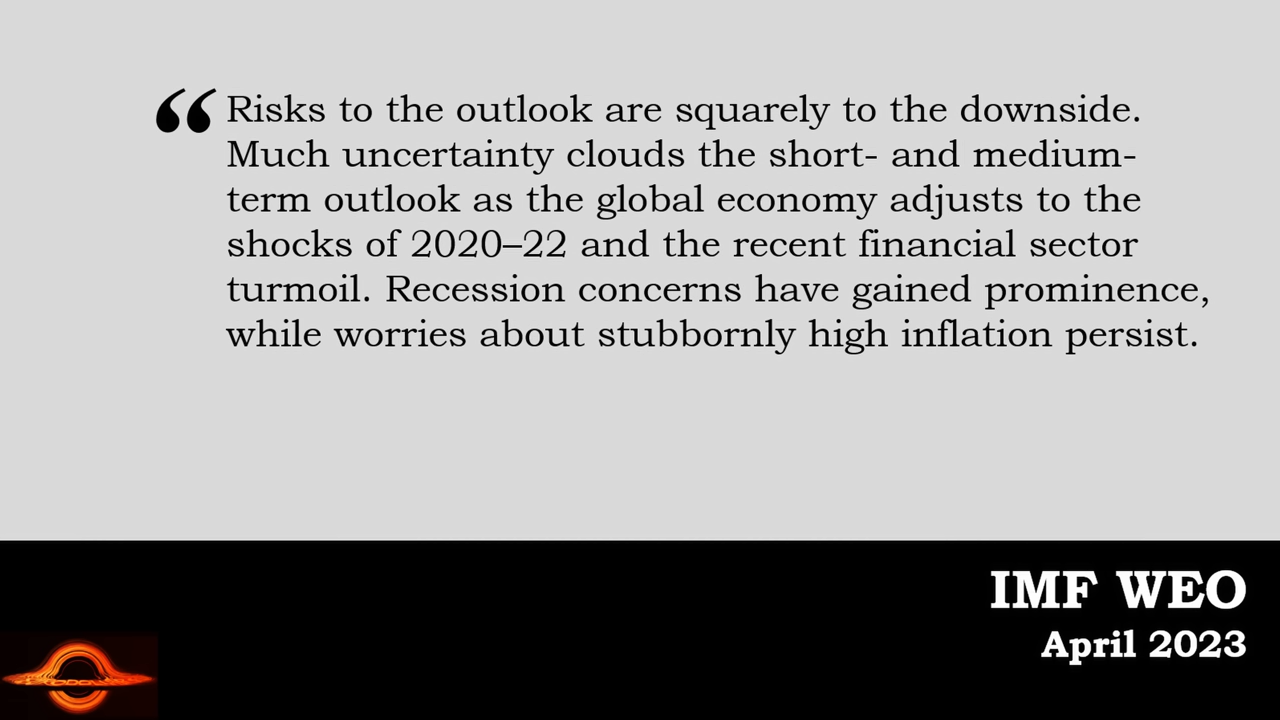 “Risks to the outlook are squarely to the downside.
Much uncertainty clouds the short- and medium-
term outlook as the global economy adjusts to the
shocks of 2020–22 and the recent financial sector
turmoil. Recession concerns have gained prominence,
while worries about stubbornly high inflation persist.
IMF WEO
April 2023